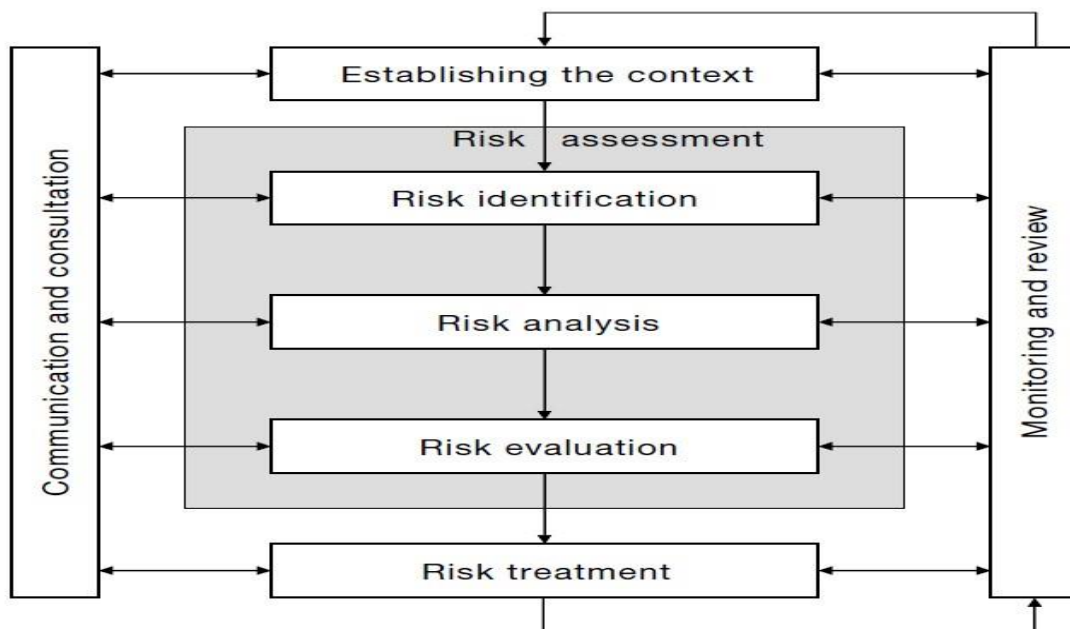 Establishing the context
Risk assessment
Risk identification
Risk analysis
Risk evaluation
Risk treatment
Communication and consultation
Monitoring and review